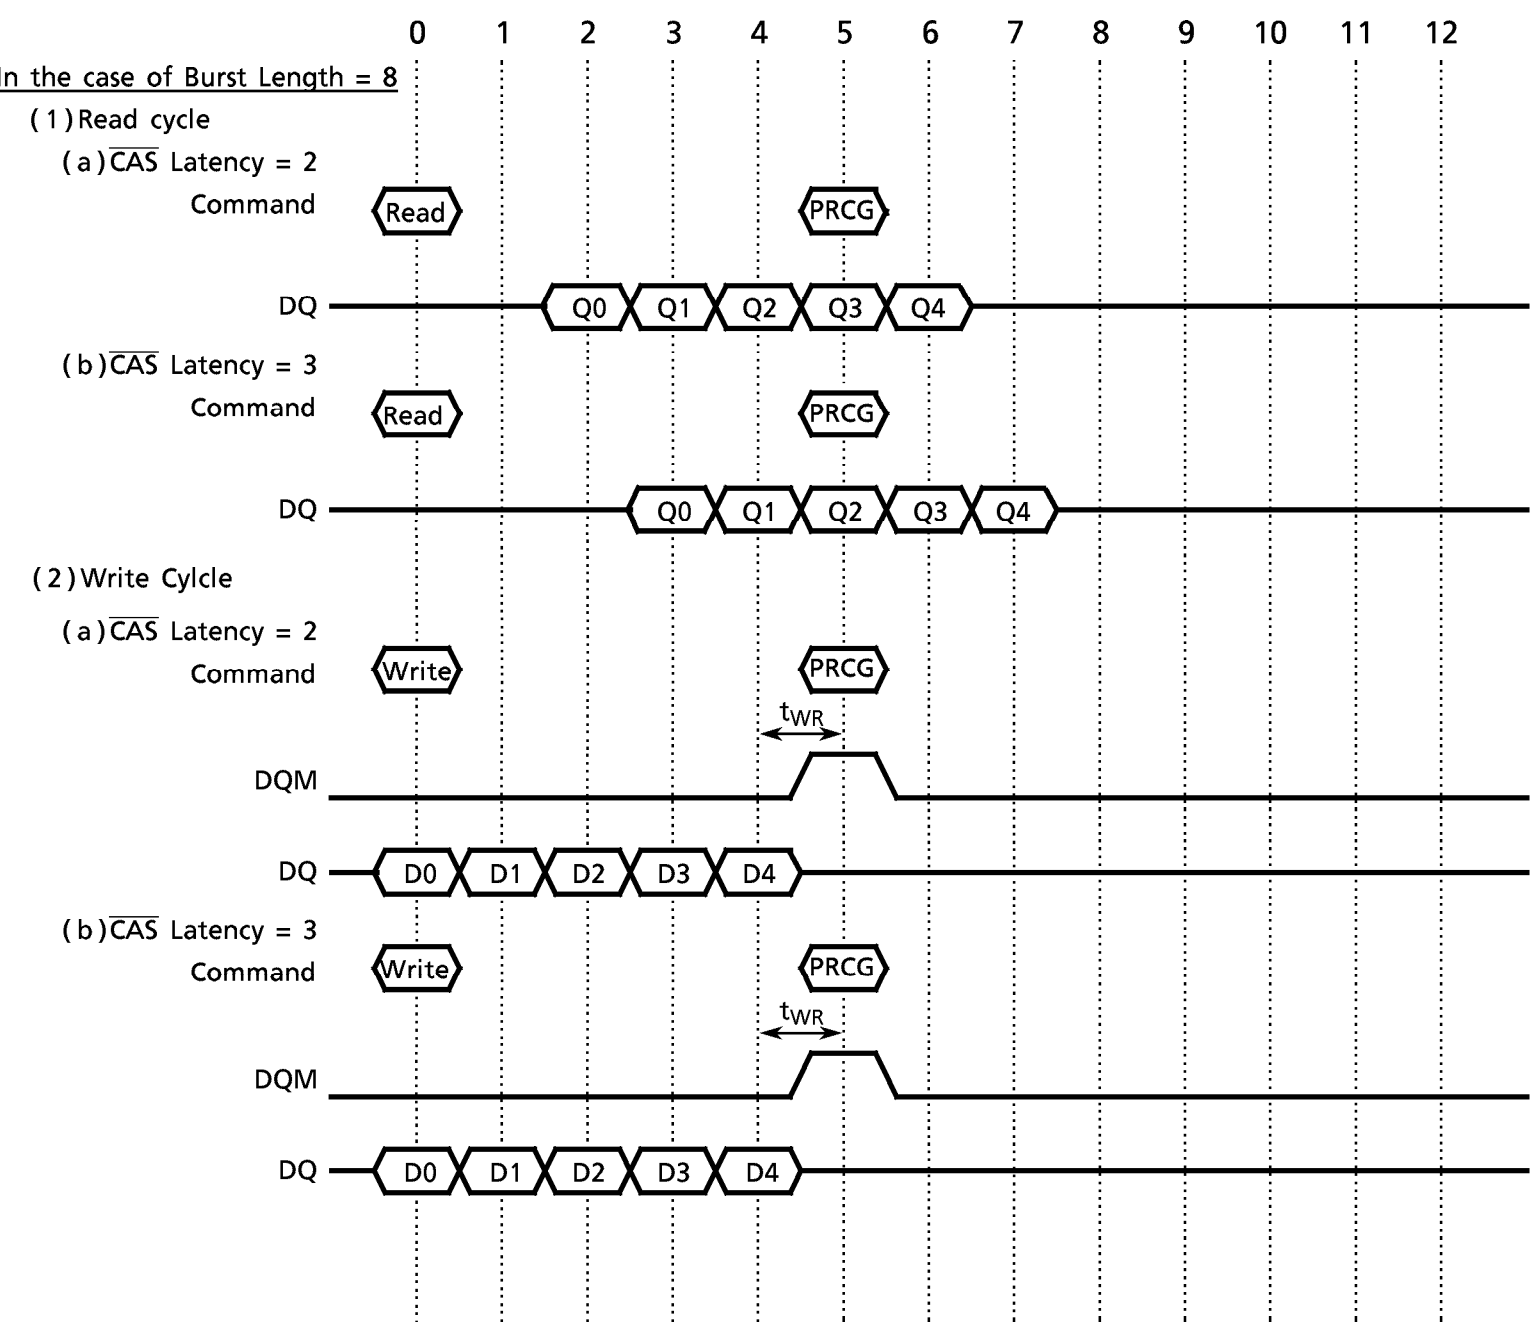 0 1 2 3 4 5 6 7 8 9 10 11 12
In the case of Burst Length = 8
(1) Read cycle
(a) CAS Latency = 2
Command Read PRCG
DQ Q0 Q1 Q2 Q3 Q4
(b) CAS Latency = 3
Command Read PRCG
DQ Q0 Q1 Q2 Q3 Q4
(2) Write Cylcle
(a) CAS Latency = 2
Command Write PRCG
tWR
DQM
DQ D0 D1 D2 D3 D4
(b) CAS Latency = 3
Command Write PRCG
tWR
DQM
DQ D0 D1 D2 D3 D4